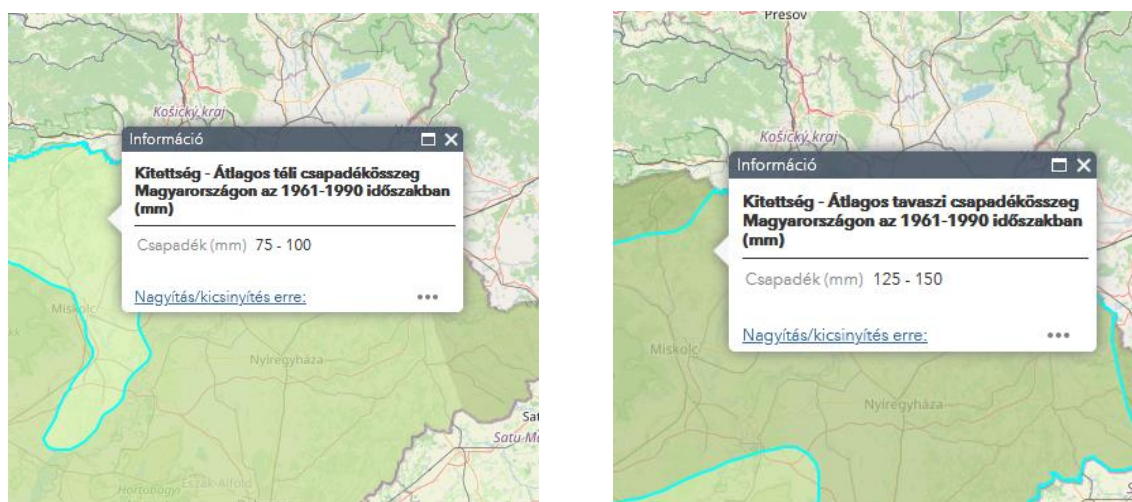 Košický kraj
Információ
Kitettség - Átlagos téli csapadékösszeg
Magyarországon az 1961-1990 időszakban
(mm)
Csapadék (mm) 75 - 100
Nagyítás/kicsinyítés erre:
Miskolc
Nyíregyháza
Satu M
Hortobágy
Észak-Alföld
Prešov
Košický kraj
Információ
Kitettség - Átlagos tavaszi csapadékösszeg
Magyarországon az 1961-1990 időszakban
(mm)
Csapadék (mm) 125 - 150
Nagyítás/kicsinyítés erre:
Miskolc
Nyíregyháza